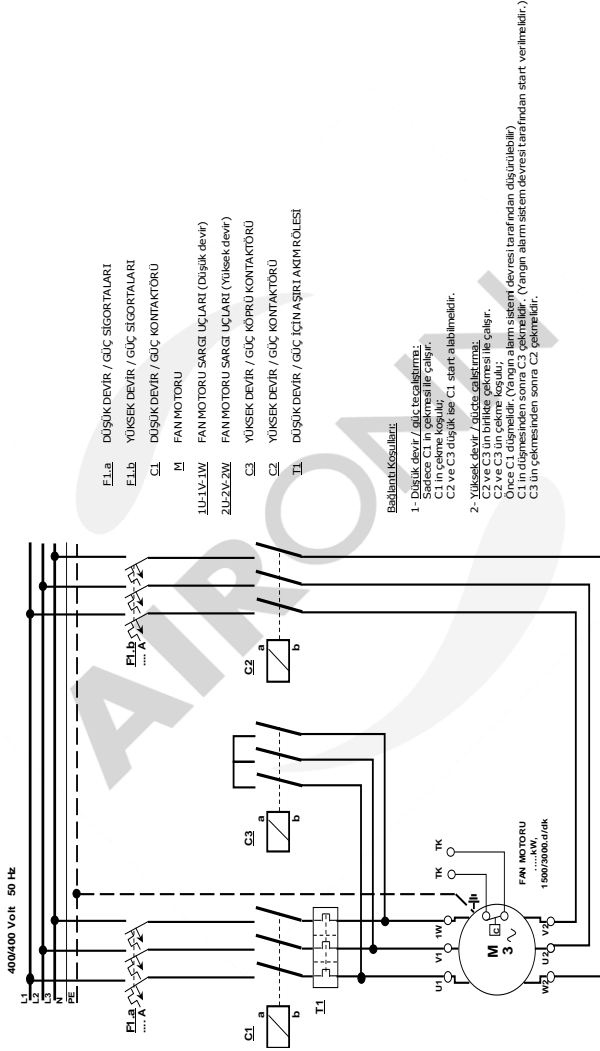 400/400 Volt 50 Hz
L1
L2
L3
N
PE
F1.a
.... A
F1.b
.... A
C1
a
b
C3
a
b
C2
a
b
T1
U1
V1
1W
TK
TK
M
3
C
W2
U2
V2
FAN MOTORU
.....kW,
1500/3000.d/dk
F1.a DÜŞÜK DEVİR / GÜÇ SİGORTALARI
F1.b YÜKSEK DEVİR / GÜÇ SİGORTALARI
C1 DÜŞÜK DEVİR / GÜÇ KONTAKTÖRÜ
M FAN MOTORU
1U-1V-1W FAN MOTORU SARGI UÇLARI (Düşük devir)
2U-2V-2W FAN MOTORU SARGI UÇLARI (Yüksek devir)
C3 YÜKSEK DEVİR / GÜÇ KÖPRÜ KONTAKTÖRÜ
C2 YÜKSEK DEVİR / GÜÇ KONTAKTÖRÜ
T1 DÜŞÜK DEVİR / GÜÇ İÇİN AŞIRI AKIM RÖLESİ
Bağlantı Koşulları:
1- Düşük devir / güçte çalıştırma:
Sadece C1 in çekmesi ile çalışır.
C1 in çekme koşulu;
C2 ve C3 düşük ise C1 start alabilmelidir.
2- Yüksek devir / güçte çalıştırma:
C2 ve C3 ün birlikte çekmesi ile çalışır.
C2 ve C3 ün çekme koşulu;
Önce C1 düşmelidir. (Yangın alarm sistemi devresi tarafından düşürülebilir)
C1 in düşmesinden sonra C3 çekmelidir. (Yangın alarm sistem devresi tarafından start verilmelidir.)
C3 ün çekmesinden sonra C2 çekmelidir.
AIRONN